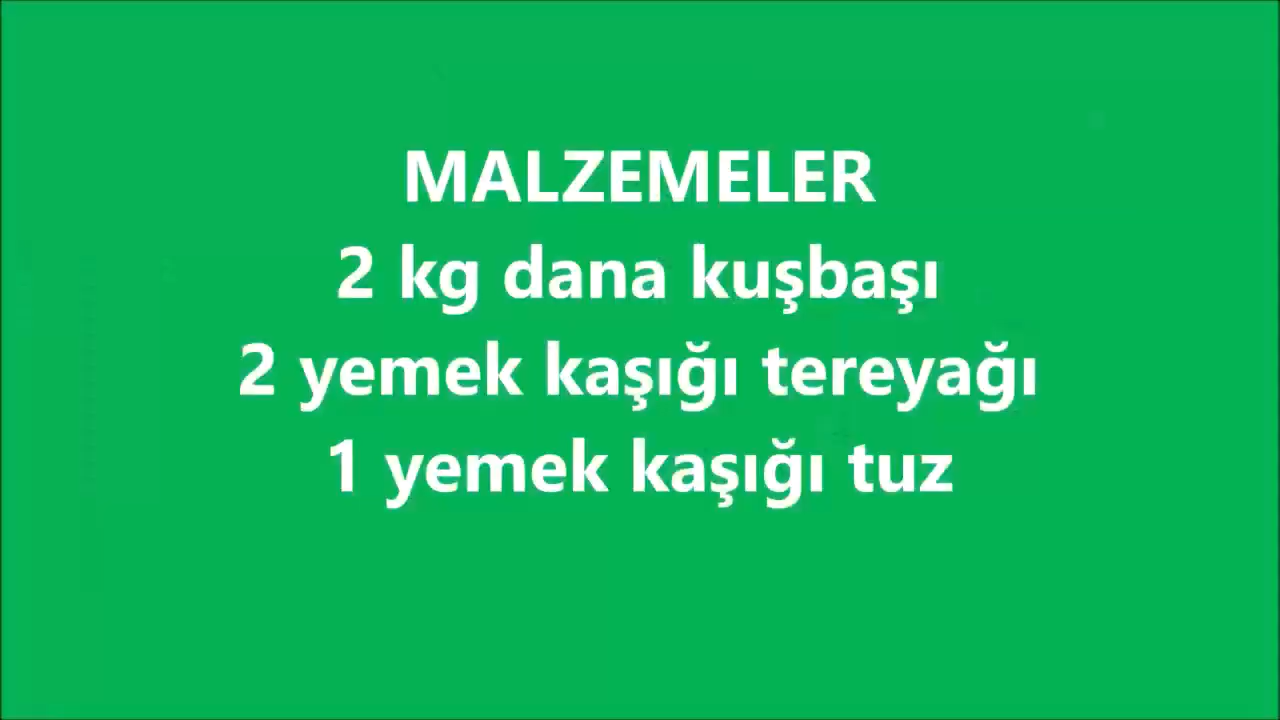 MALZEMELER
2 kg dana kuşbaşı
2 yemek kaşığı tereyağı
1 yemek kaşığı tuz